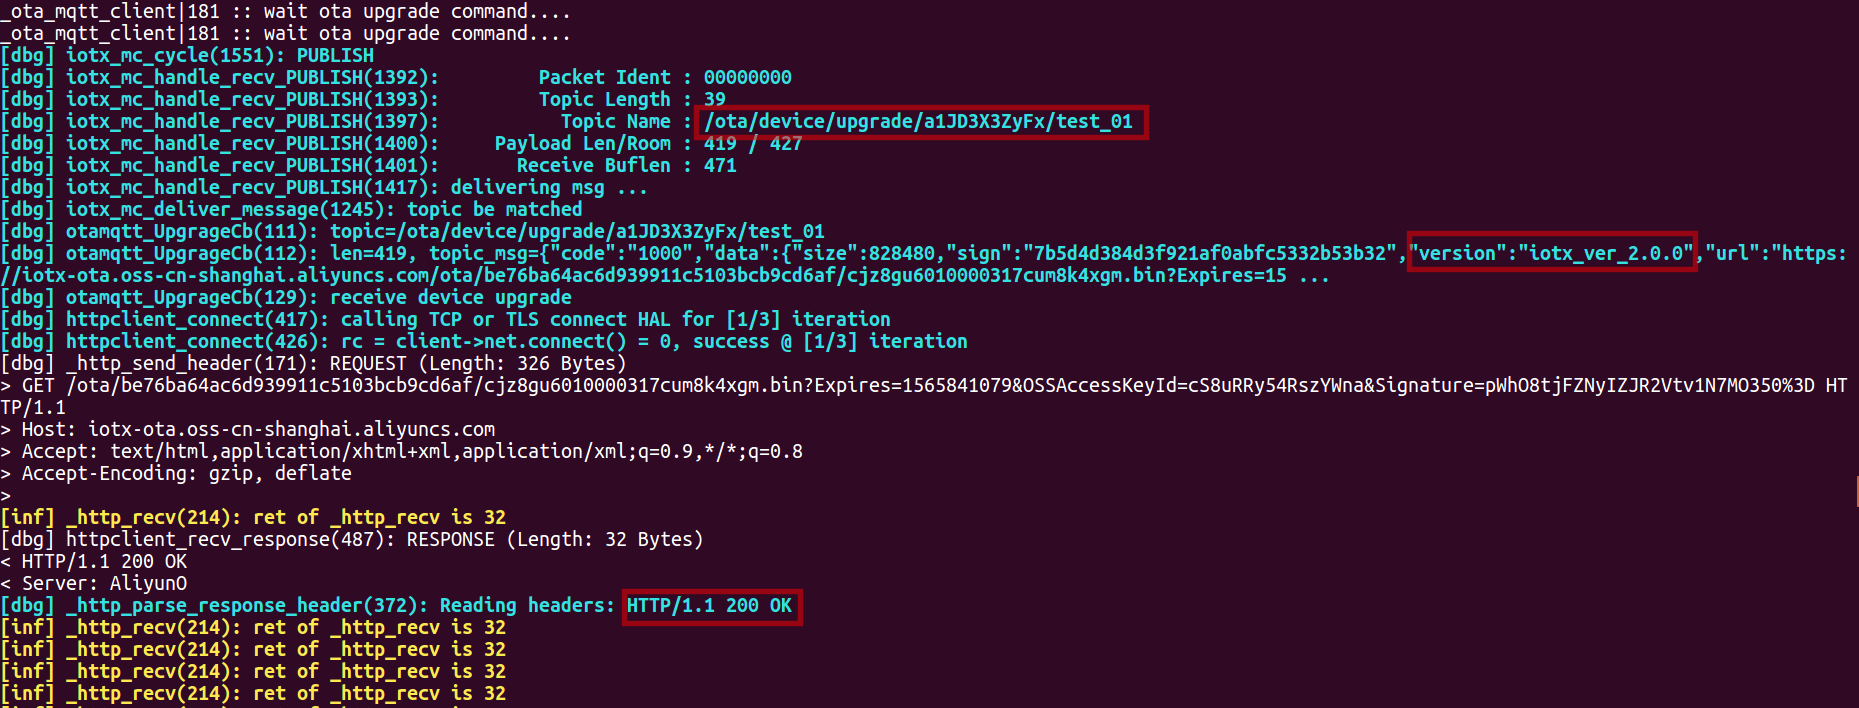 _ota_mqtt_client|181 :: wait ota upgrade command....
_ota_mqtt_client|181 :: wait ota upgrade command....
[dbg] iotx_mc_cycle(1551): PUBLISH
[dbg] iotx_mc_handle_recv_PUBLISH(1392):         Packet Ident : 00000000
[dbg] iotx_mc_handle_recv_PUBLISH(1393):         Topic Length : 39
[dbg] iotx_mc_handle_recv_PUBLISH(1397):           Topic Name : /ota/device/upgrade/a1JD3X3ZyFx/test_01
[dbg] iotx_mc_handle_recv_PUBLISH(1400):     Payload Len/Room : 419 / 427
[dbg] iotx_mc_handle_recv_PUBLISH(1401):       Receive Buflen : 471
[dbg] iotx_mc_handle_recv_PUBLISH(1417): delivering msg ...
[dbg] iotx_mc_deliver_message(1245): topic be matched
[dbg] otamqtt_UpgrageCb(111): topic=/ota/device/upgrade/a1JD3X3ZyFx/test_01
[dbg] otamqtt_UpgrageCb(112): len=419, topic_msg={"code":"1000","data":{"size":828480,"sign":"7b5d4d384d3f921af0abfc5332b53b32","version":"iotx_ver_2.0.0","url":"https:
//iotx-ota.oss-cn-shanghai.aliyuncs.com/ota/be76ba64ac6d939911c5103bcb9cd6af/cjz8gu6010000317cum8k4xgm.bin?Expires=15 ...
[dbg] otamqtt_UpgrageCb(129): receive device upgrade
[dbg] httpclient_connect(417): calling TCP or TLS connect HAL for [1/3] iteration
[dbg] httpclient_connect(426): rc = client->net.connect() = 0, success @ [1/3] iteration
[dbg] _http_send_header(171): REQUEST (Length: 326 Bytes)
> GET /ota/be76ba64ac6d939911c5103bcb9cd6af/cjz8gu6010000317cum8k4xgm.bin?Expires=1565841079&OSSAccessKeyId=cS8uRRy54RszYWna&Signature=pWhO8tjFZNyIZJR2Vtv1N7MO350%3D HT
TP/1.1
> Host: iotx-ota.oss-cn-shanghai.aliyuncs.com
> Accept: text/html,application/xhtml+xml,application/xml;q=0.9,*/*;q=0.8
> Accept-Encoding: gzip, deflate
>
[inf] _http_recv(214): ret of _http_recv is 32
[dbg] httpclient_recv_response(487): RESPONSE (Length: 32 Bytes)
< HTTP/1.1 200 OK
< Server: AliyunO
[dbg] _http_parse_response_header(372): Reading headers: HTTP/1.1 200 OK
[inf] _http_recv(214): ret of _http_recv is 32
[inf] _http_recv(214): ret of _http_recv is 32
[inf] _http_recv(214): ret of _http_recv is 32
[inf] _http_recv(214): ret of _http_recv is 32